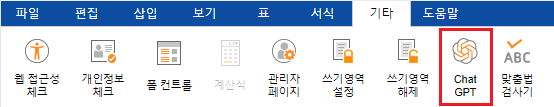 파일 편집 삽입 보기 표 서식 기타 도움말
웹 접근성 개인정보 폼 컨트롤 계산식 관리자 쓰기영역 쓰기영역 Chat 맞춤법
체크 체크 페이지 설정 해제 GPT 검사기
ABC